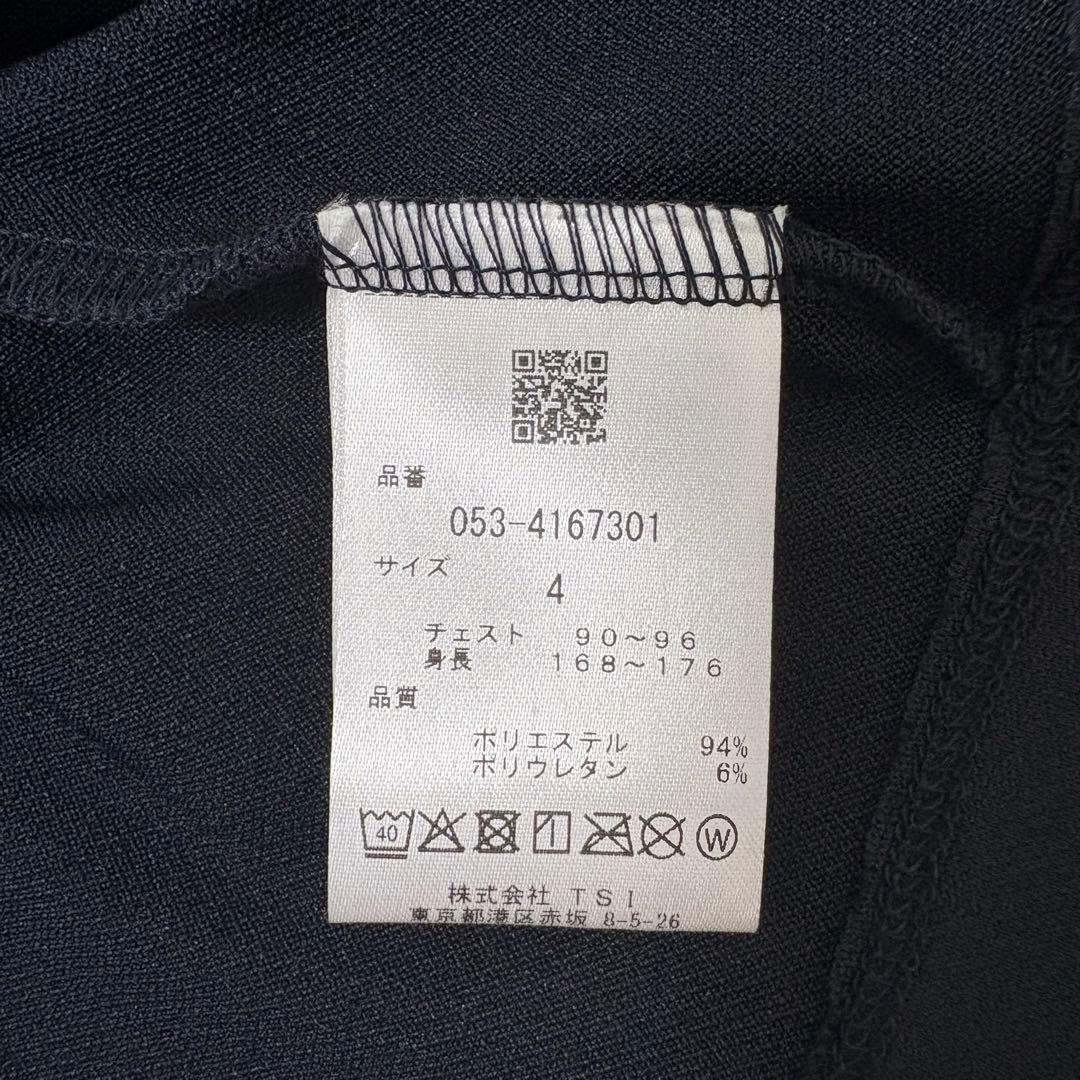 品番
053-4167301
サイズ
4
チェスト 90～96
身長 168～176
品質
ポリエステル 94%
ポリウレタン 6%
40 W
株式会社 TSI
東京都港区赤坂 8-5-26